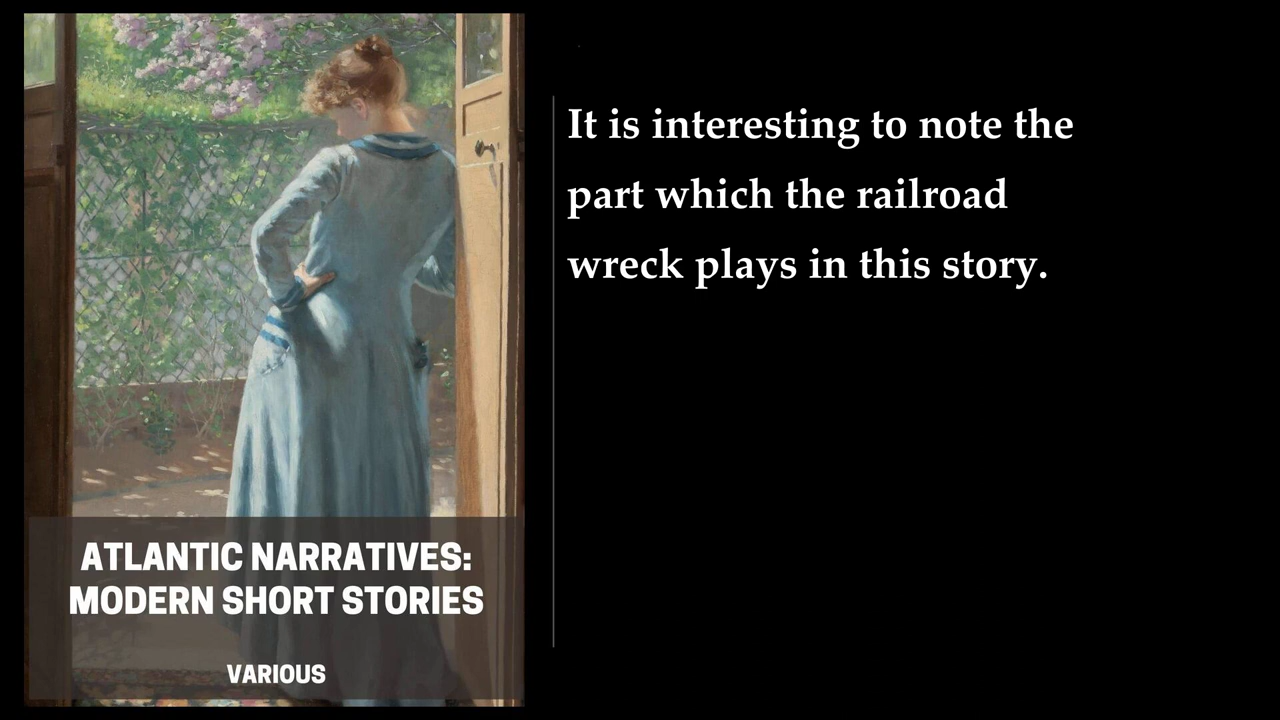 It is interesting to note the
part which the railroad
wreck plays in this story.
ATLANTIC NARRATIVES:
MODERN SHORT STORIES
VARIOUS